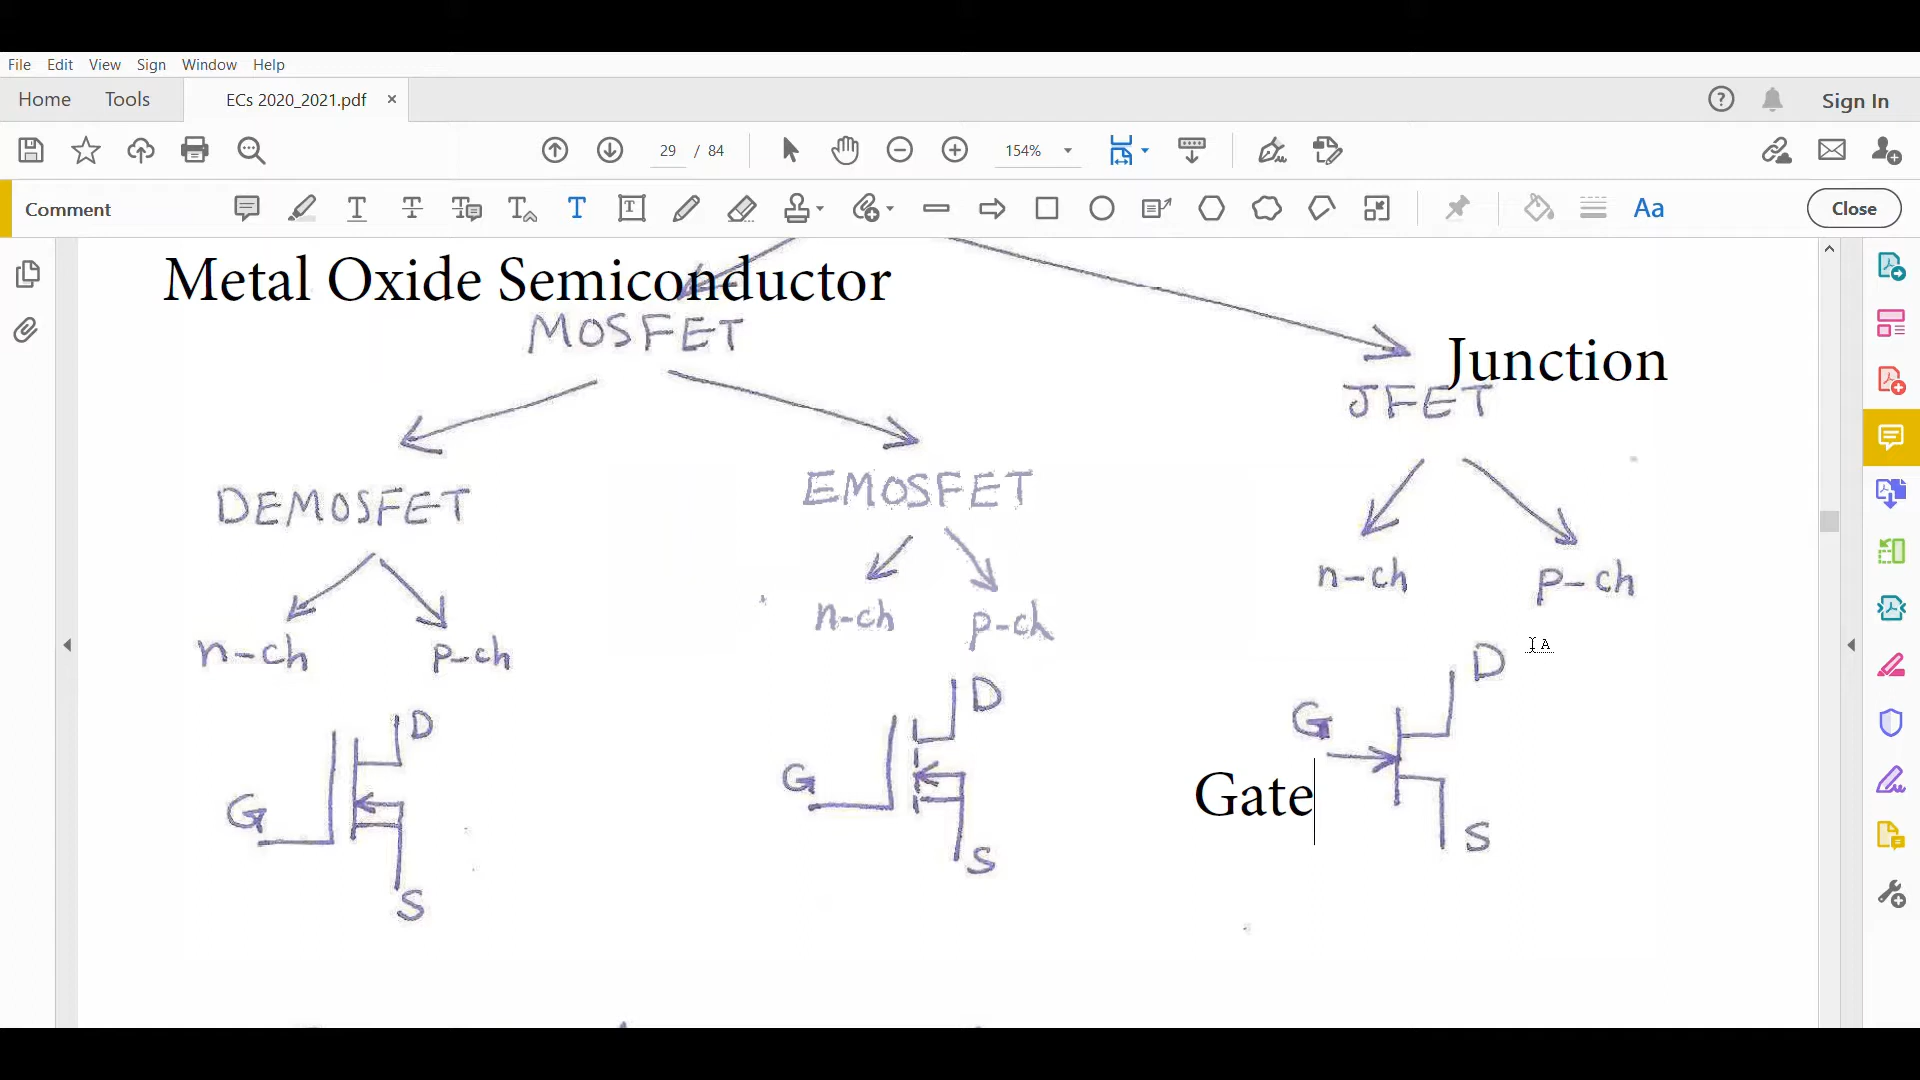 File Edit View Sign Window Help
Home Tools ECs 2020_2021.pdf × Sign In
29 / 84 154%
Comment Close
Metal Oxide Semiconductor
MOSFET
Junction
JFET
DEMOSFET
EMOSFET
n-ch p-ch
n-ch p-ch
n-ch p-ch
D
G
S
D
G
S
D
G
Gate
S